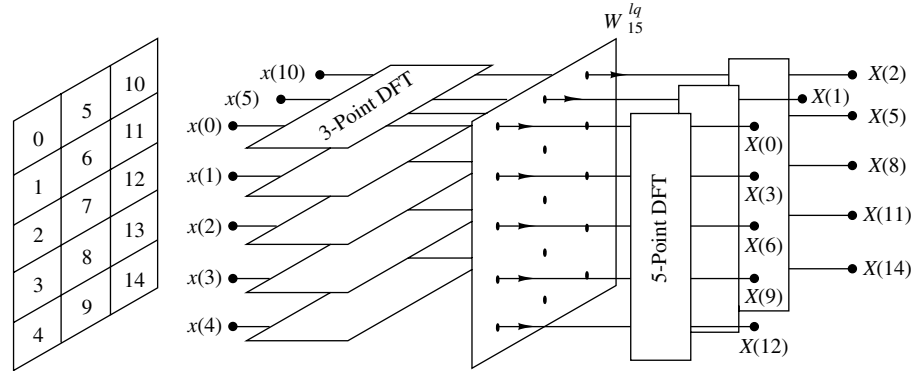 W lq 15
10
5
0
11
6
1
12
7
2
13
8
3
14
9
4
x(10)
x(5)
x(0)
x(1)
x(2)
x(3)
x(4)
3-Point DFT
5-Point DFT
X(2)
X(1)
X(5)
X(0)
X(8)
X(3)
X(11)
X(6)
X(14)
X(9)
X(12)